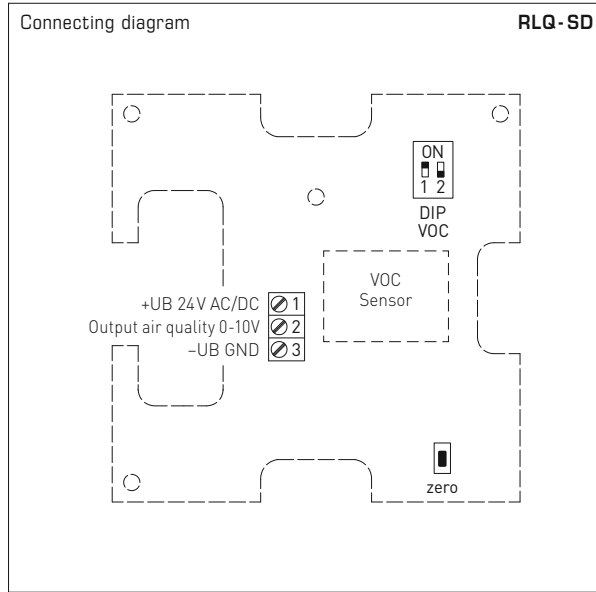 Connecting diagram RLQ-SD
ON
1 2
DIP
VOC
VOC
Sensor
+UB 24V AC/DC 1
Output air quality 0-10V 2
–UB GND 3
zero